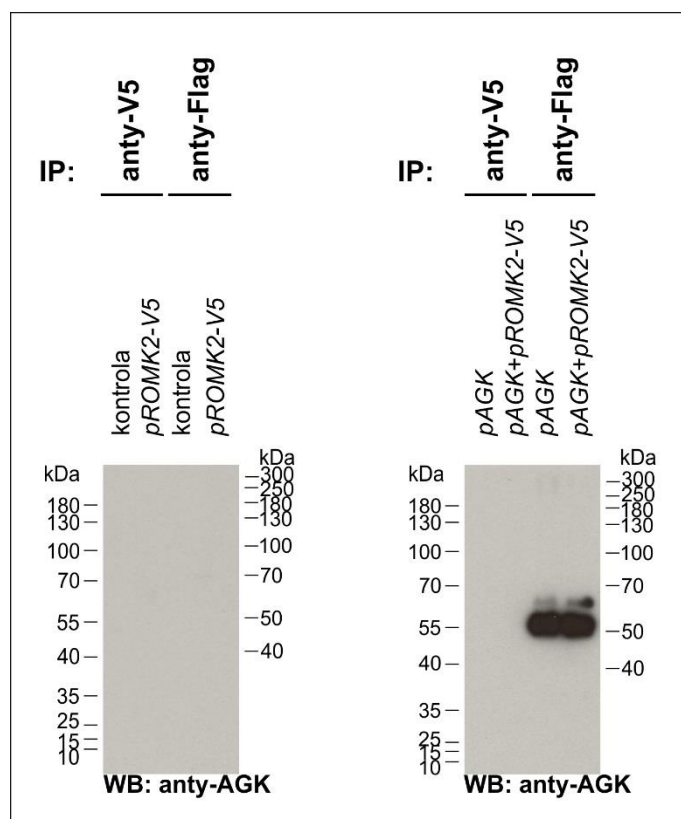 IP:
anty-V5
anty-Flag
kontrola
pROMK2-V5
kontrola
pROMK2-V5
kDa
180
130
100
70
55
40
35
25
15
10
kDa
300
250
180
130
100
70
50
40
WB: anty-AGK
IP:
anty-V5
anty-Flag
pAGK
pAGK+pROMK2-V5
pAGK
pAGK+pROMK2-V5
kDa
180
130
100
70
55
40
35
25
15
10
kDa
300
250
180
130
100
70
50
40
WB: anty-AGK